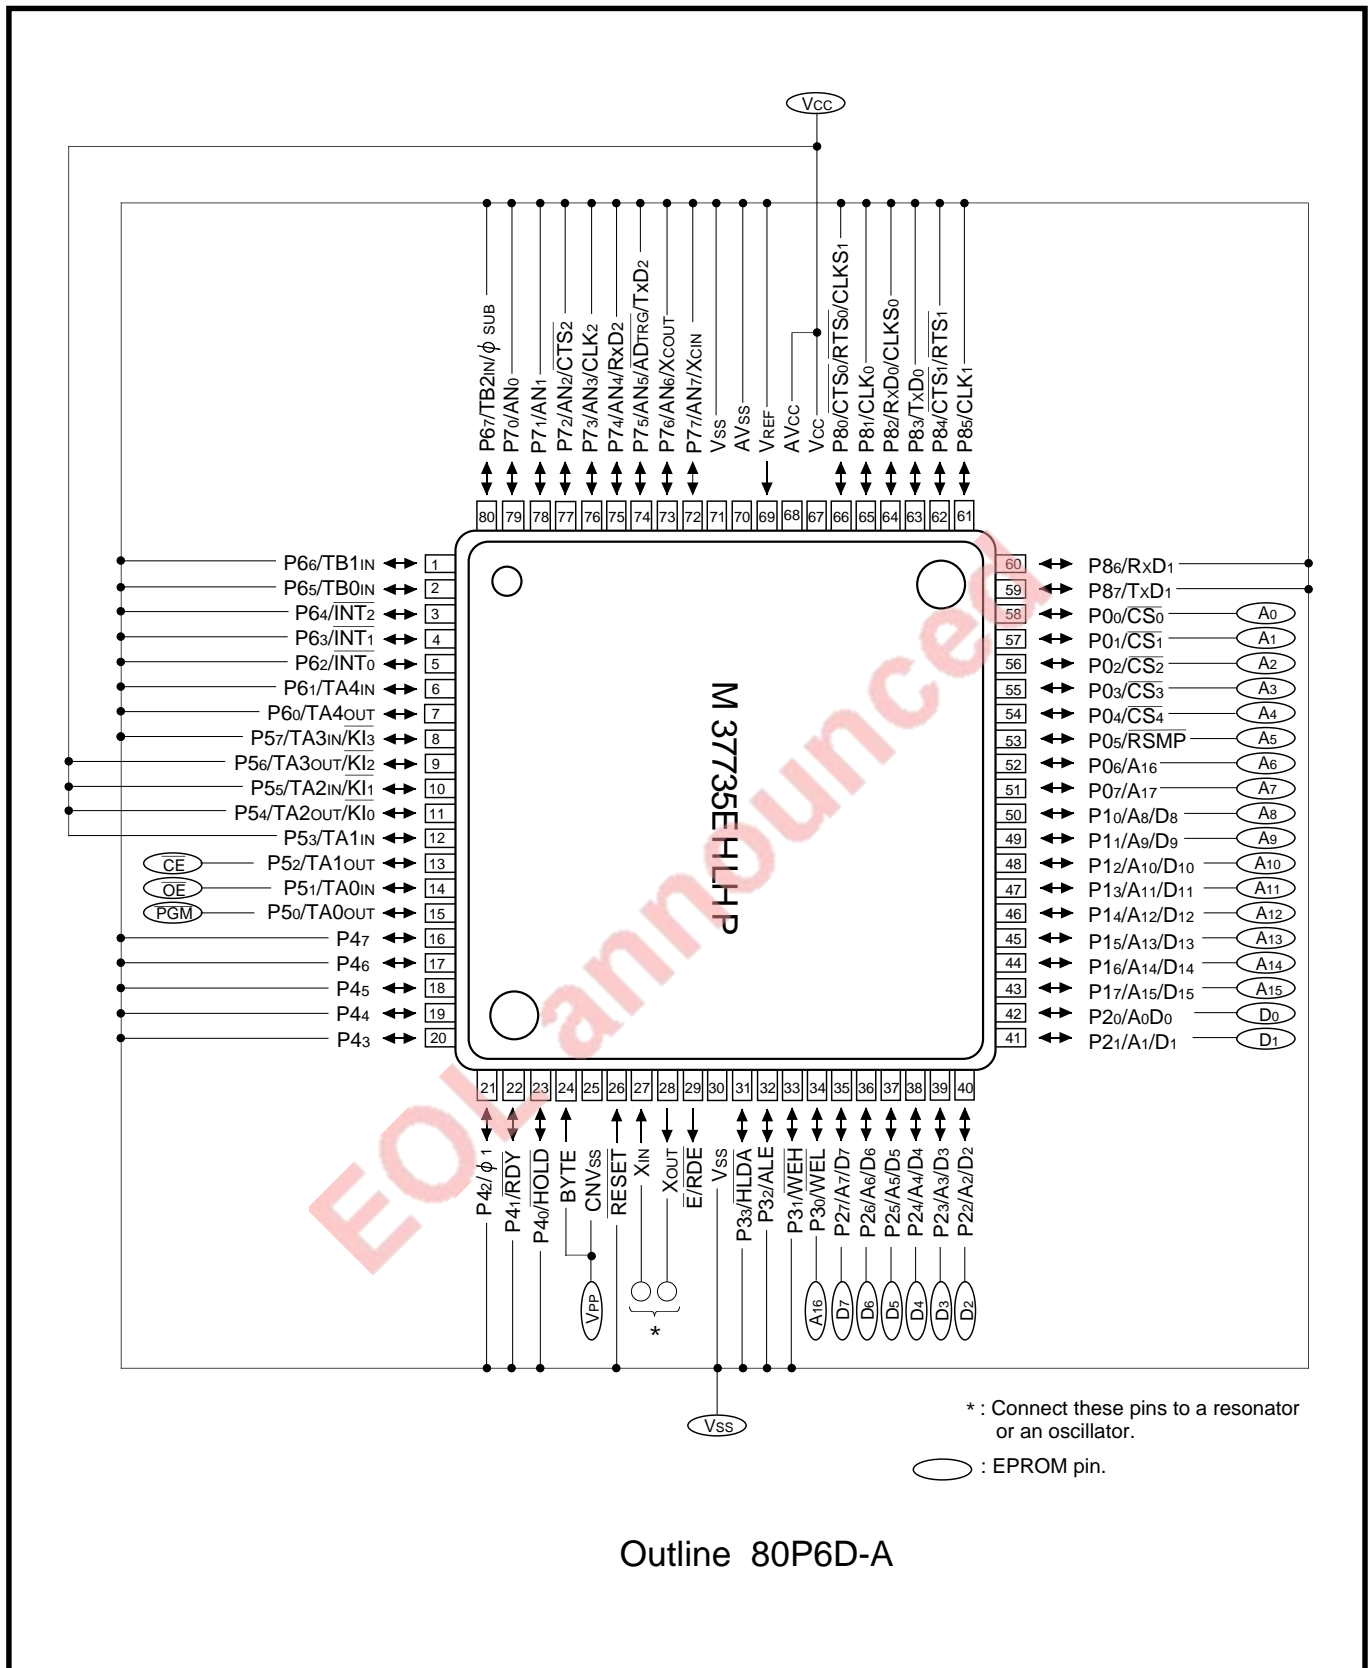 Vcc
P67/TB2IN/ϕ SUB
P70/AN0
P71/AN1
P72/AN2/CTS2
P73/AN3/CLK2
P74/AN4/RxD2
P75/AN5/ADTRG/TxD2
P76/AN6/XCOUT
P77/AN7/XCIN
Vss
AVss
VREF
AVcc
Vcc
P80/CTS0/RTS0/CLKS1
P81/CLK0
P82/RxD0/CLKS0
P83/TxD0
P84/CTS1/RTS1
P85/CLK1
80 79 78 77 76 75 74 73 72 71 70 69 68 67 66 65 64 63 62 61
P66/TB1IN 1
P65/TB0IN 2
P64/INT2 3
P63/INT1 4
P62/INT0 5
P61/TA4IN 6
P60/TA4OUT 7
P57/TA3IN/KI3 8
P56/TA3OUT/KI2 9
P55/TA2IN/KI1 10
P54/TA2OUT/KI0 11
P53/TA1IN 12
CE P52/TA1OUT 13
OE P51/TA0IN 14
PGM P50/TA0OUT 15
P47 16
P46 17
P45 18
P44 19
P43 20
M 37735EHLHP
60 P86/RxD1
59 P87/TxD1
58 P00/CS0 A0
57 P01/CS1 A1
56 P02/CS2 A2
55 P03/CS3 A3
54 P04/CS4 A4
53 P05/RSMP A5
52 P06/A16 A6
51 P07/A17 A7
50 P10/A8/D8 A8
49 P11/A9/D9 A9
48 P12/A10/D10 A10
47 P13/A11/D11 A11
46 P14/A12/D12 A12
45 P15/A13/D13 A13
44 P16/A14/D14 A14
43 P17/A15/D15 A15
42 P20/A0D0 D0
41 P21/A1/D1 D1
21 22 23 24 25 26 27 28 29 30 31 32 33 34 35 36 37 38 39 40
P42/ϕ 1
P41/RDY
P40/HOLD
BYTE
CNVss
RESET
XIN
XOUT
E/RDE
Vss
P33/HLDA
P32/ALE
P31/WEH
P30/WEL
P27/A7/D7
P26/A6/D6
P25/A5/D5
P24/A4/D4
P23/A3/D3
P22/A2/D2
VPP
*
A16
D7
D6
D5
D4
D3
D2
Vss
* : Connect these pins to a resonator
or an oscillator.
: EPROM pin.
Outline 80P6D-A
EOL announced